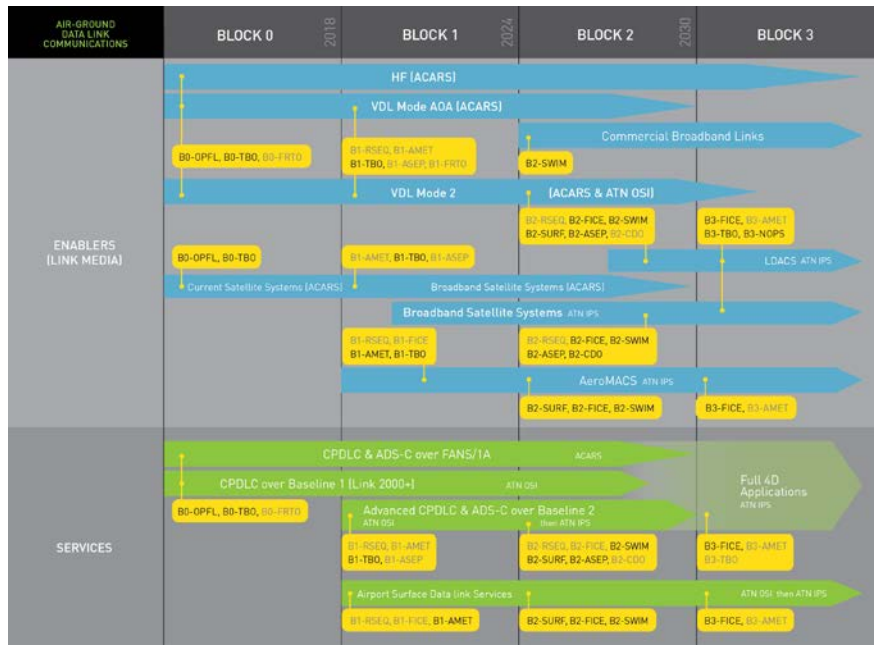 AIR-GROUND
DATA LINK
COMMUNICATIONS
BLOCK 0
2018
BLOCK 1
2024
BLOCK 2
2030
BLOCK 3
ENABLERS
(LINK MEDIA)
HF (ACARS)
VDL Mode AOA (ACARS)
Commercial Broadband Links
B0-OPFL, B0-TBO, B0-FRTO
B1-RSEQ, B1-AMET
B1-TBO, B1-ASEP, B1-FRTO
B2-SWIM
VDL Mode 2
(ACARS & ATN OSI)
B2-RSEQ, B2-FICE, B2-SWIM
B2-SURF, B2-ASEP, B2-CDO
B3-FICE, B3-AMET
B3-TBO, B3-NOPS
B0-OPFL, B0-TBO
B1-AMET, B1-TBO, B1-ASEP
LDACS ATN IPS
Current Satellite Systems (ACARS)
Broadband Satellite Systems (ACARS)
Broadband Satellite Systems ATN IPS
B1-RSEQ, B1-FICE
B1-AMET, B1-TBO
B2-RSEQ, B2-FICE, B2-SWIM
B2-ASEP, B2-CDO
AeroMACS ATN IPS
B2-SURF, B2-FICE, B2-SWIM
B3-FICE, B3-AMET
SERVICES
CPDLC & ADS-C over FANS/1A
ACARS
CPDLC over Baseline 1 (Link 2000+)
ATN OSI
Full 4D
Applications
ATN IPS
B0-OPFL, B0-TBO, B0-FRTO
Advanced CPDLC & ADS-C over Baseline 2
ATN OSI
then ATN IPS
B1-RSEQ, B1-AMET
B1-TBO, B1-ASEP
B2-RSEQ, B2-FICE, B2-SWIM
B2-SURF, B2-ASEP, B2-CDO
B3-FICE, B3-AMET
B3-TBO
Airport Surface Data link Services
ATN OSI then ATN IPS
B1-RSEQ, B1-FICE, B1-AMET
B2-SURF, B2-FICE, B2-SWIM
B3-FICE, B3-AMET